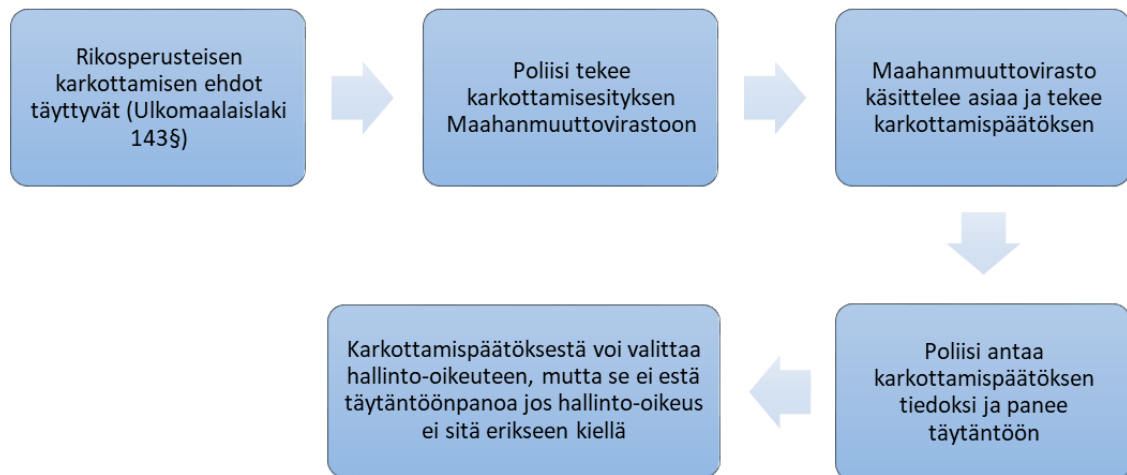 Rikosperusteisen
karkottamisen ehdot
täyttyvät (Ulkomaalaislaki
143§)
Poliisi tekee
karkottamisesityksen
Maahanmuuttovirastoon
Maahanmuuttovirasto
käsittelee asiaa ja tekee
karkottamispäätöksen
Poliisi antaa
karkottamispäätöksen
tiedoksi ja panee
täytäntöön
Karkottamispäätöksestä voi valittaa
hallinto-oikeuteen, mutta se ei estä
täytäntöönpanoa jos hallinto-oikeus
ei sitä erikseen kiellä